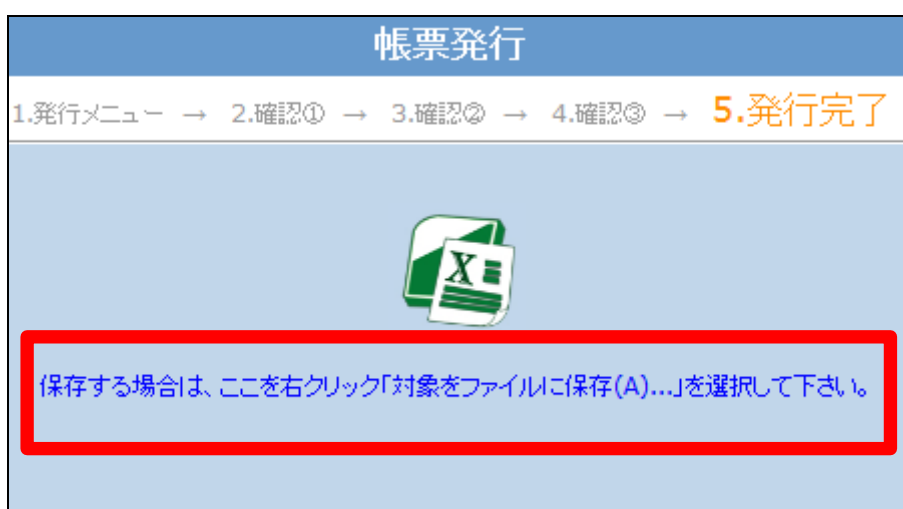 帳票発行
1.発行メニュー → 2.確認① → 3.確認② → 4.確認③ → 5.発行完了
X
保存する場合は、ここを右クリック「対象をファイルに保存(A)...」を選択して下さい。